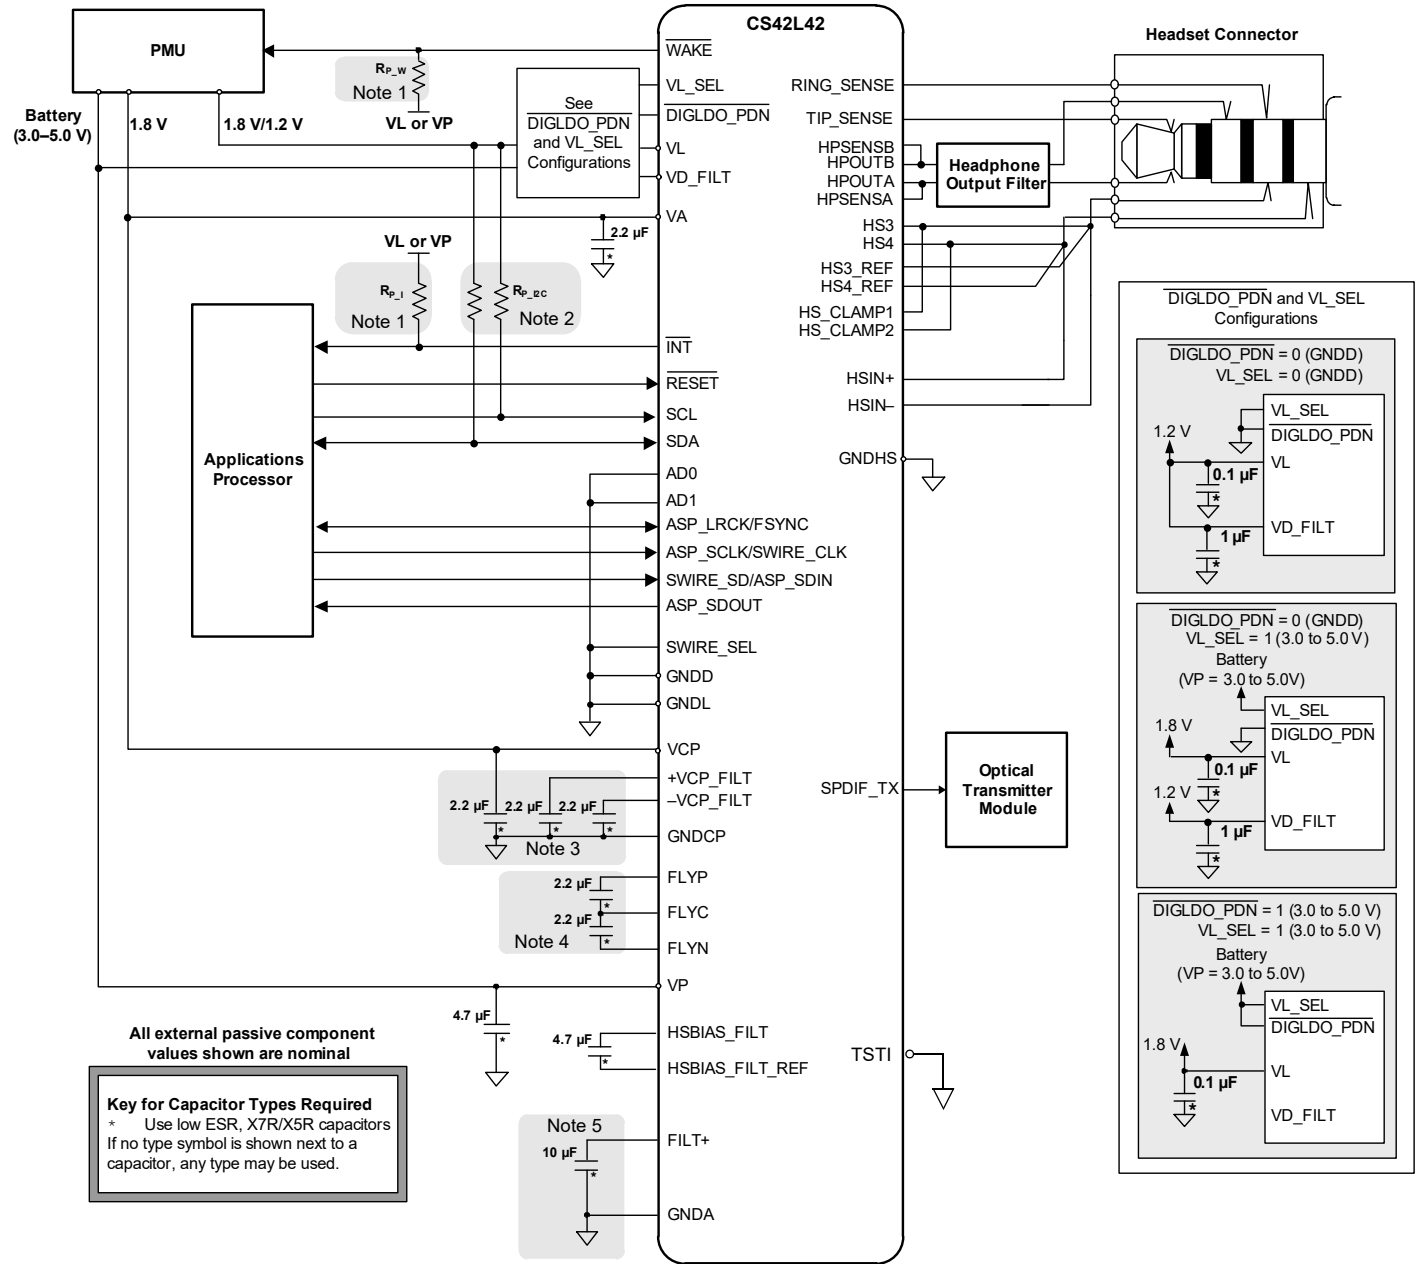 CS42L42
PMU
WAKE
RP_W
Note 1
VL or VP
Battery
(3.0–5.0 V)
1.8 V
1.8 V/1.2 V
See
DIGLDO_PDN
and VL_SEL
Configurations
VL_SEL
DIGLDO_PDN
VL
VD_FILT
VA
2.2 µF
*
VL or VP
RP_I
Note 1
RP_I2C
Note 2
INT
RESET
SCL
SDA
Applications
Processor
AD0
AD1
ASP_LRCK/FSYNC
ASP_SCLK/SWIRE_CLK
SWIRE_SD/ASP_SDIN
ASP_SDOUT
SWIRE_SEL
GNDD
GNDL
VCP
+VCP_FILT
–VCP_FILT
GNDCP
2.2 µF
*
2.2 µF
*
2.2 µF
*
Note 3
FLYP
FLYC
FLYN
2.2 µF
*
2.2 µF
*
Note 4
VP
4.7 µF
*
HSBIAS_FILT
4.7 µF
*
HSBIAS_FILT_REF
Note 5
FILT+
10 µF
*
GNDA
All external passive component
values shown are nominal
Key for Capacitor Types Required
* Use low ESR, X7R/X5R capacitors
If no type symbol is shown next to a
capacitor, any type may be used.
Headset Connector
RING_SENSE
TIP_SENSE
HPSENSB
HPOUTB
HPOUTA
HPSENSA
Headphone
Output Filter
HS3
HS4
HS3_REF
HS4_REF
HS_CLAMP1
HS_CLAMP2
HSIN+
HSIN–
GNDHS
SPDIF_TX
Optical
Transmitter
Module
TSTI
DIGLDO_PDN and VL_SEL
Configurations
DIGLDO_PDN = 0 (GNDD)
VL_SEL = 0 (GNDD)
VL_SEL
DIGLDO_PDN
1.2 V
VL
0.1 µF
*
VD_FILT
1 µF
*
DIGLDO_PDN = 0 (GNDD)
VL_SEL = 1 (3.0 to 5.0 V)
Battery
(VP = 3.0 to 5.0V)
VL_SEL
DIGLDO_PDN
1.8 V
VL
0.1 µF
*
1.2 V
VD_FILT
1 µF
*
DIGLDO_PDN = 1 (3.0 to 5.0 V)
VL_SEL = 1 (3.0 to 5.0 V)
Battery
(VP = 3.0 to 5.0V)
VL_SEL
DIGLDO_PDN
1.8 V
VL
0.1 µF
*
VD_FILT